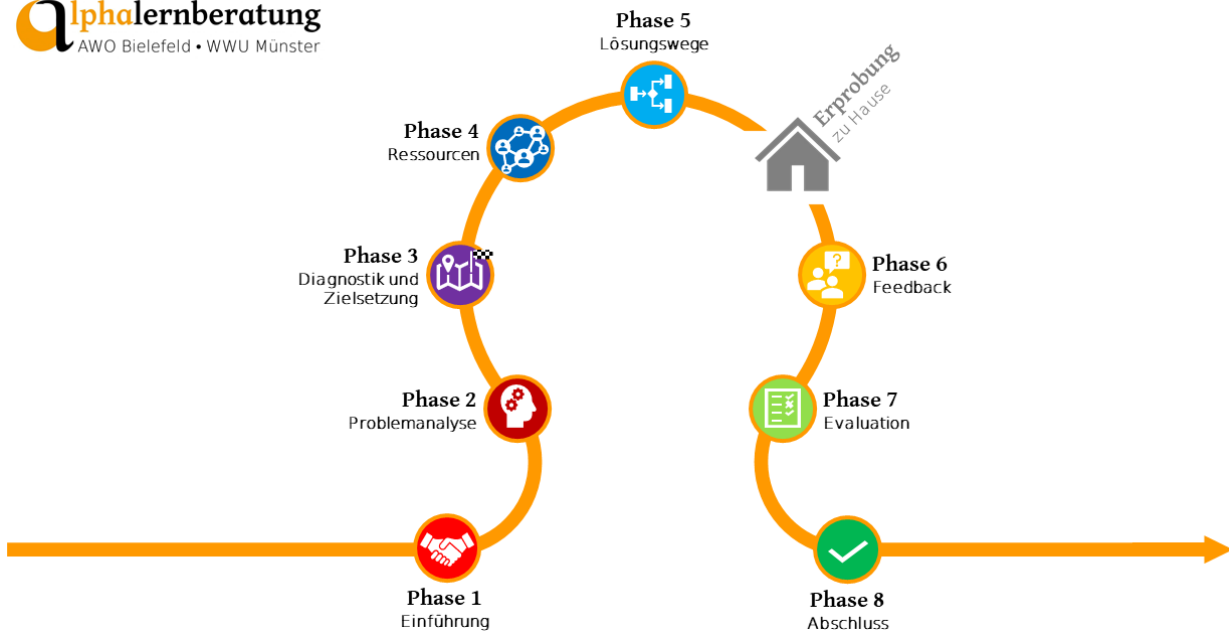 alphalernberatung
AWO Bielefeld • WWU Münster
Phase 1
Einführung
Phase 2
Problemanalyse
Phase 3
Diagnostik und
Zielsetzung
Phase 4
Ressourcen
Phase 5
Lösungswege
Erprobung
zu Hause
?
Phase 6
Feedback
Phase 7
Evaluation
Phase 8
Abschluss